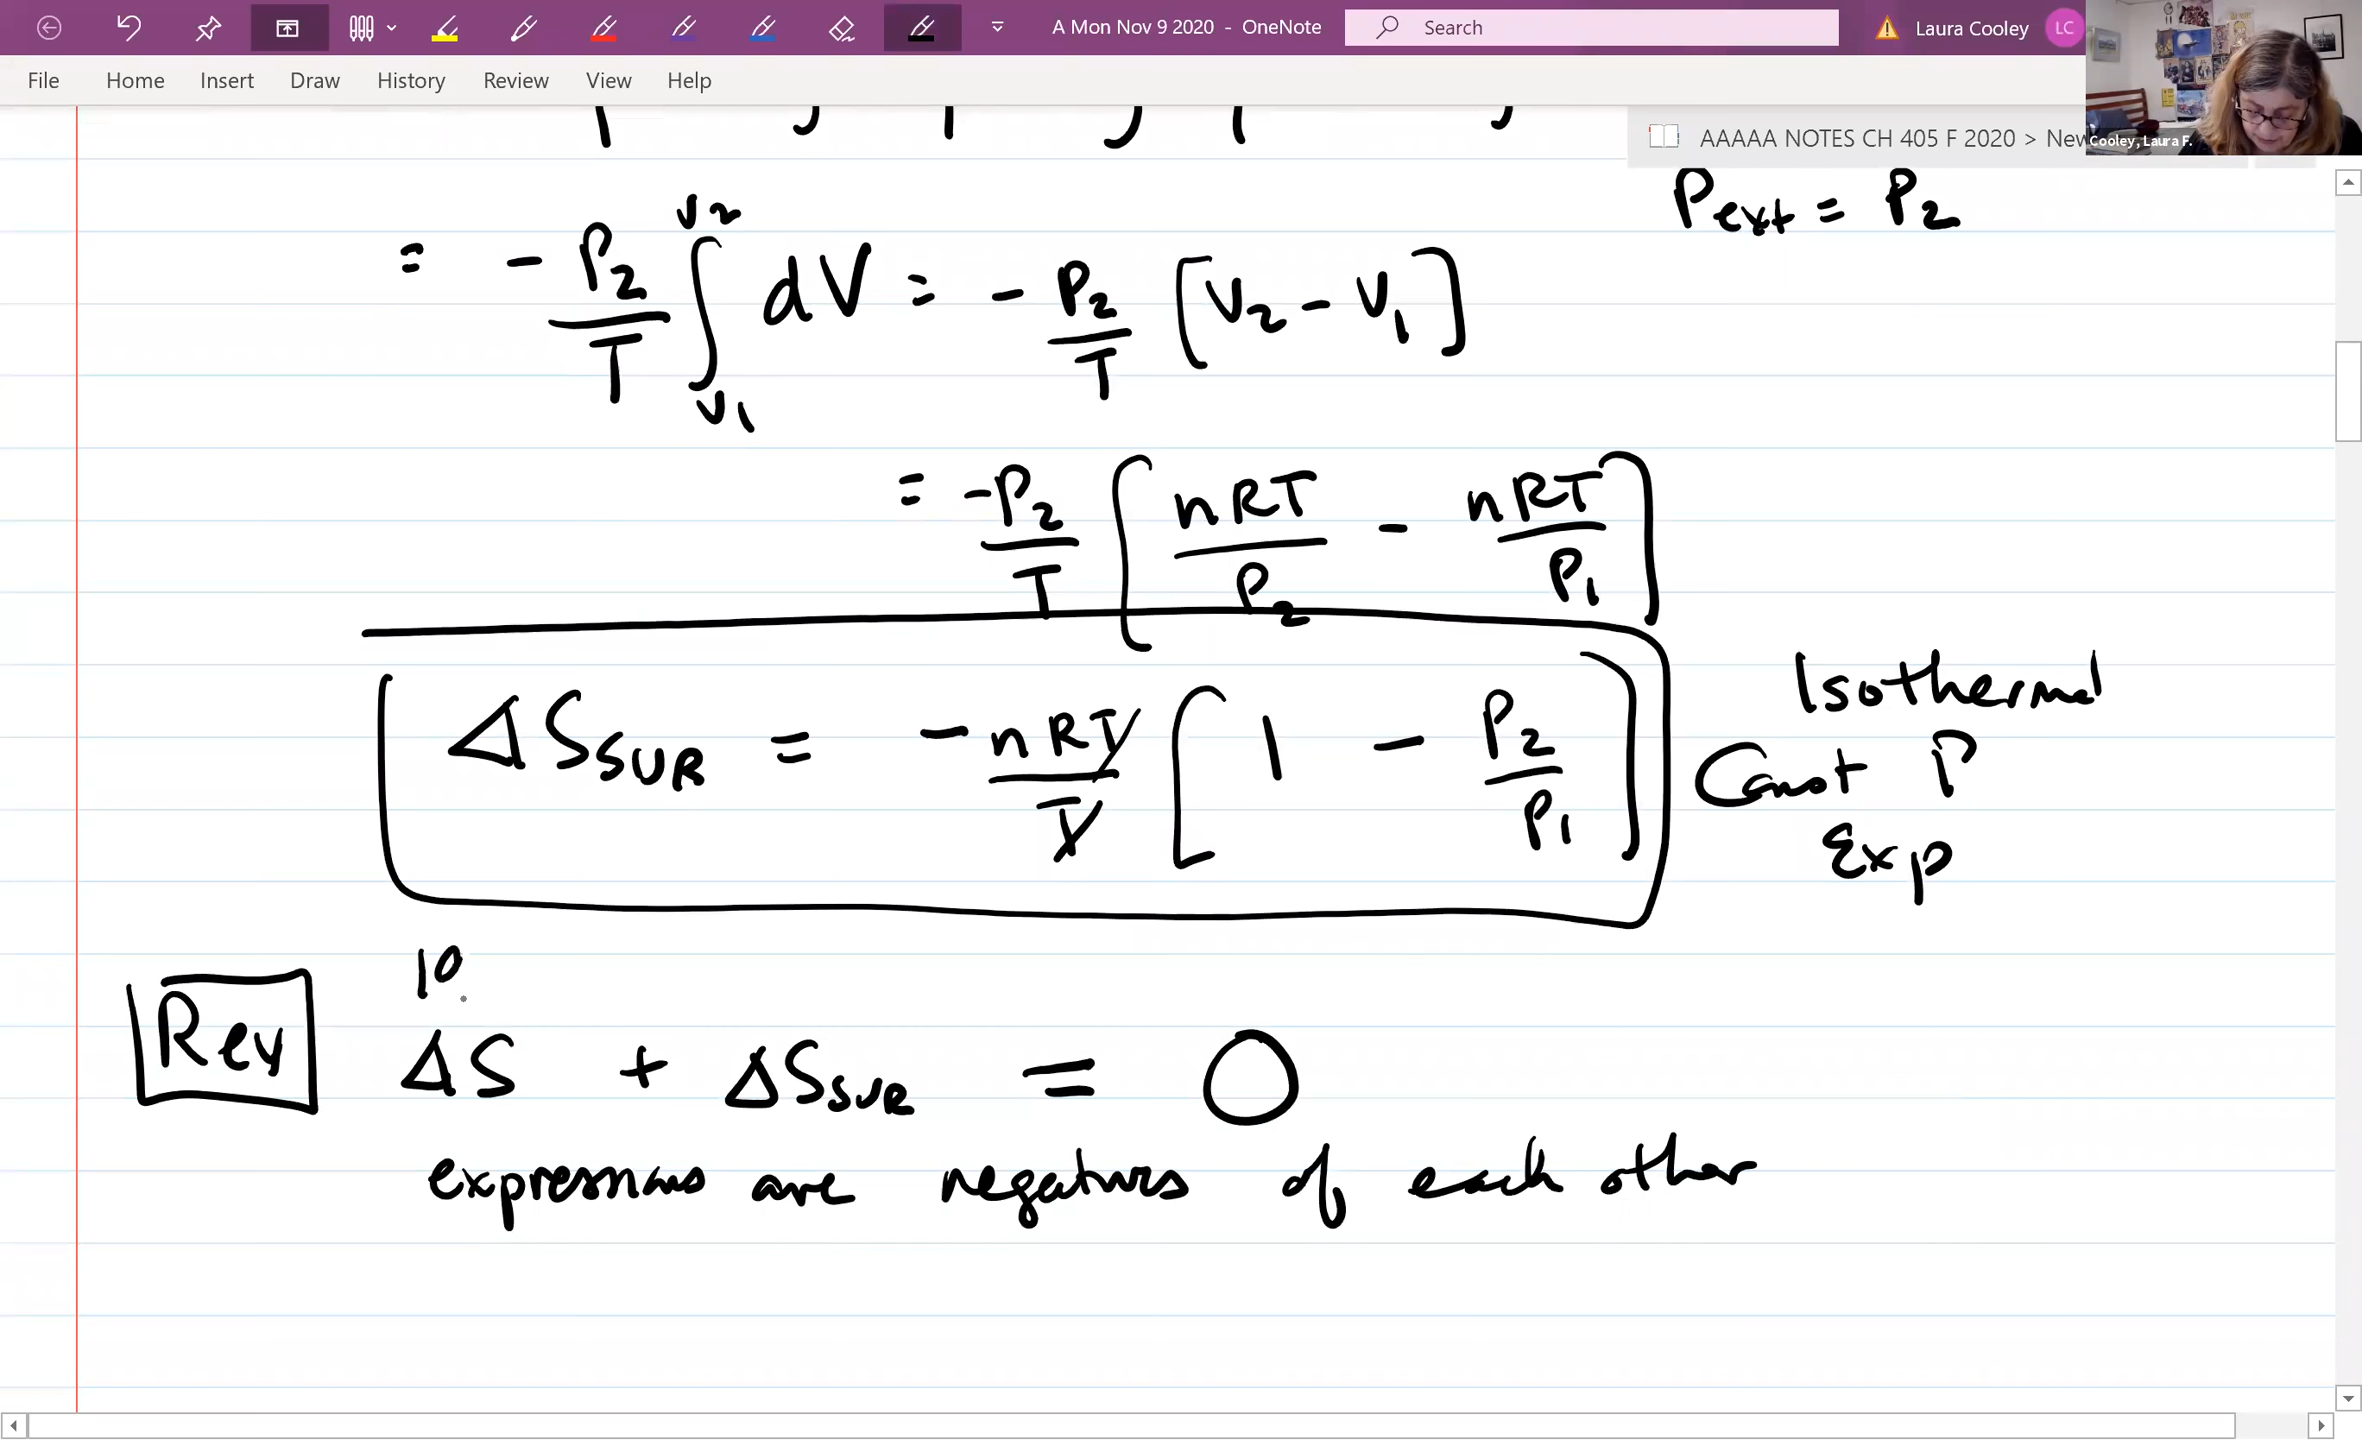 A Mon Nov 9 2020 - OneNote
Search
Laura Cooley
LC
File Home Insert Draw History Review View Help
AAAAA NOTES CH 405 F 2020 > New
Cooley, Laura F.
Pext = P2
= - P2/T ∫V1^V2 dV = - P2/T [V2 - V1]
= -P2/T [nRT/P2 - nRT/P1]
ΔSSUR = -nRT/T [1 - P2/P1]
Isothermal
Const P
Exp
10
Rev ΔS + ΔSSUR = 0
expressions are negatives of each other